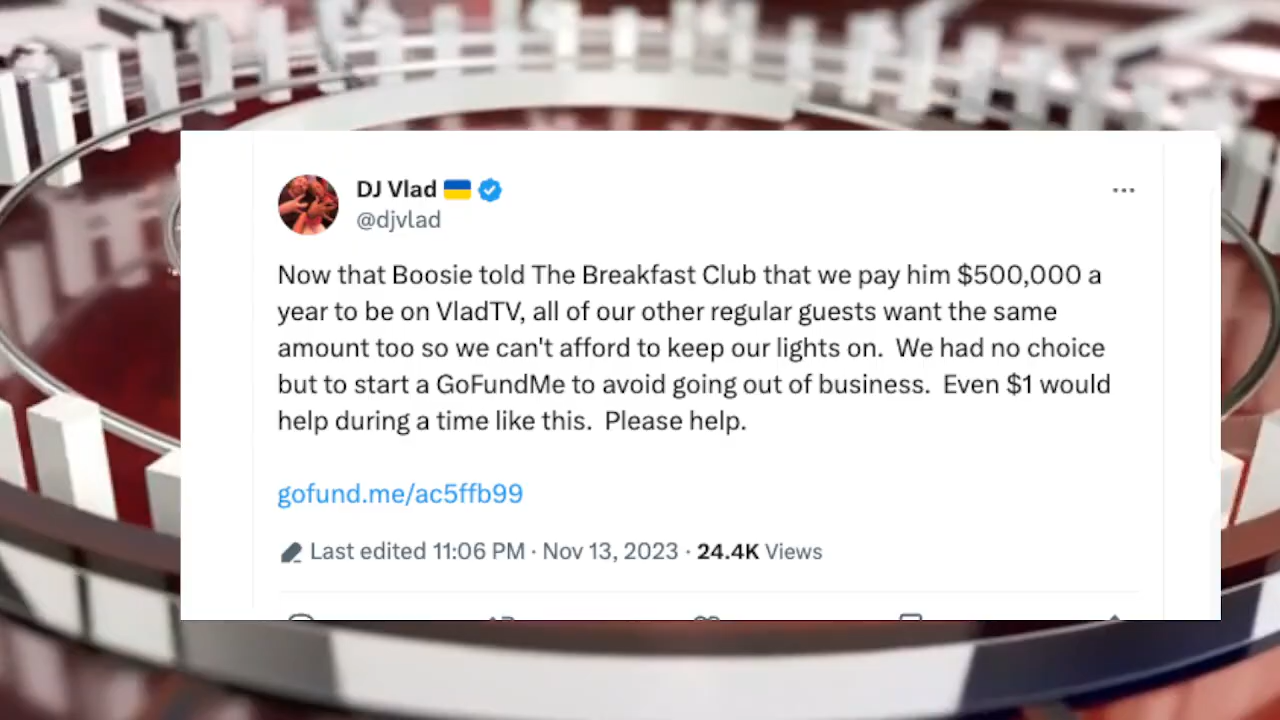 DJ Vlad 🇺🇦
@djvlad
Now that Boosie told The Breakfast Club that we pay him $500,000 a
year to be on VladTV, all of our other regular guests want the same
amount too so we can't afford to keep our lights on.  We had no choice
but to start a GoFundMe to avoid going out of business.  Even $1 would
help during a time like this.  Please help.
gofund.me/ac5ffb99
Last edited 11:06 PM · Nov 13, 2023 · 24.4K Views